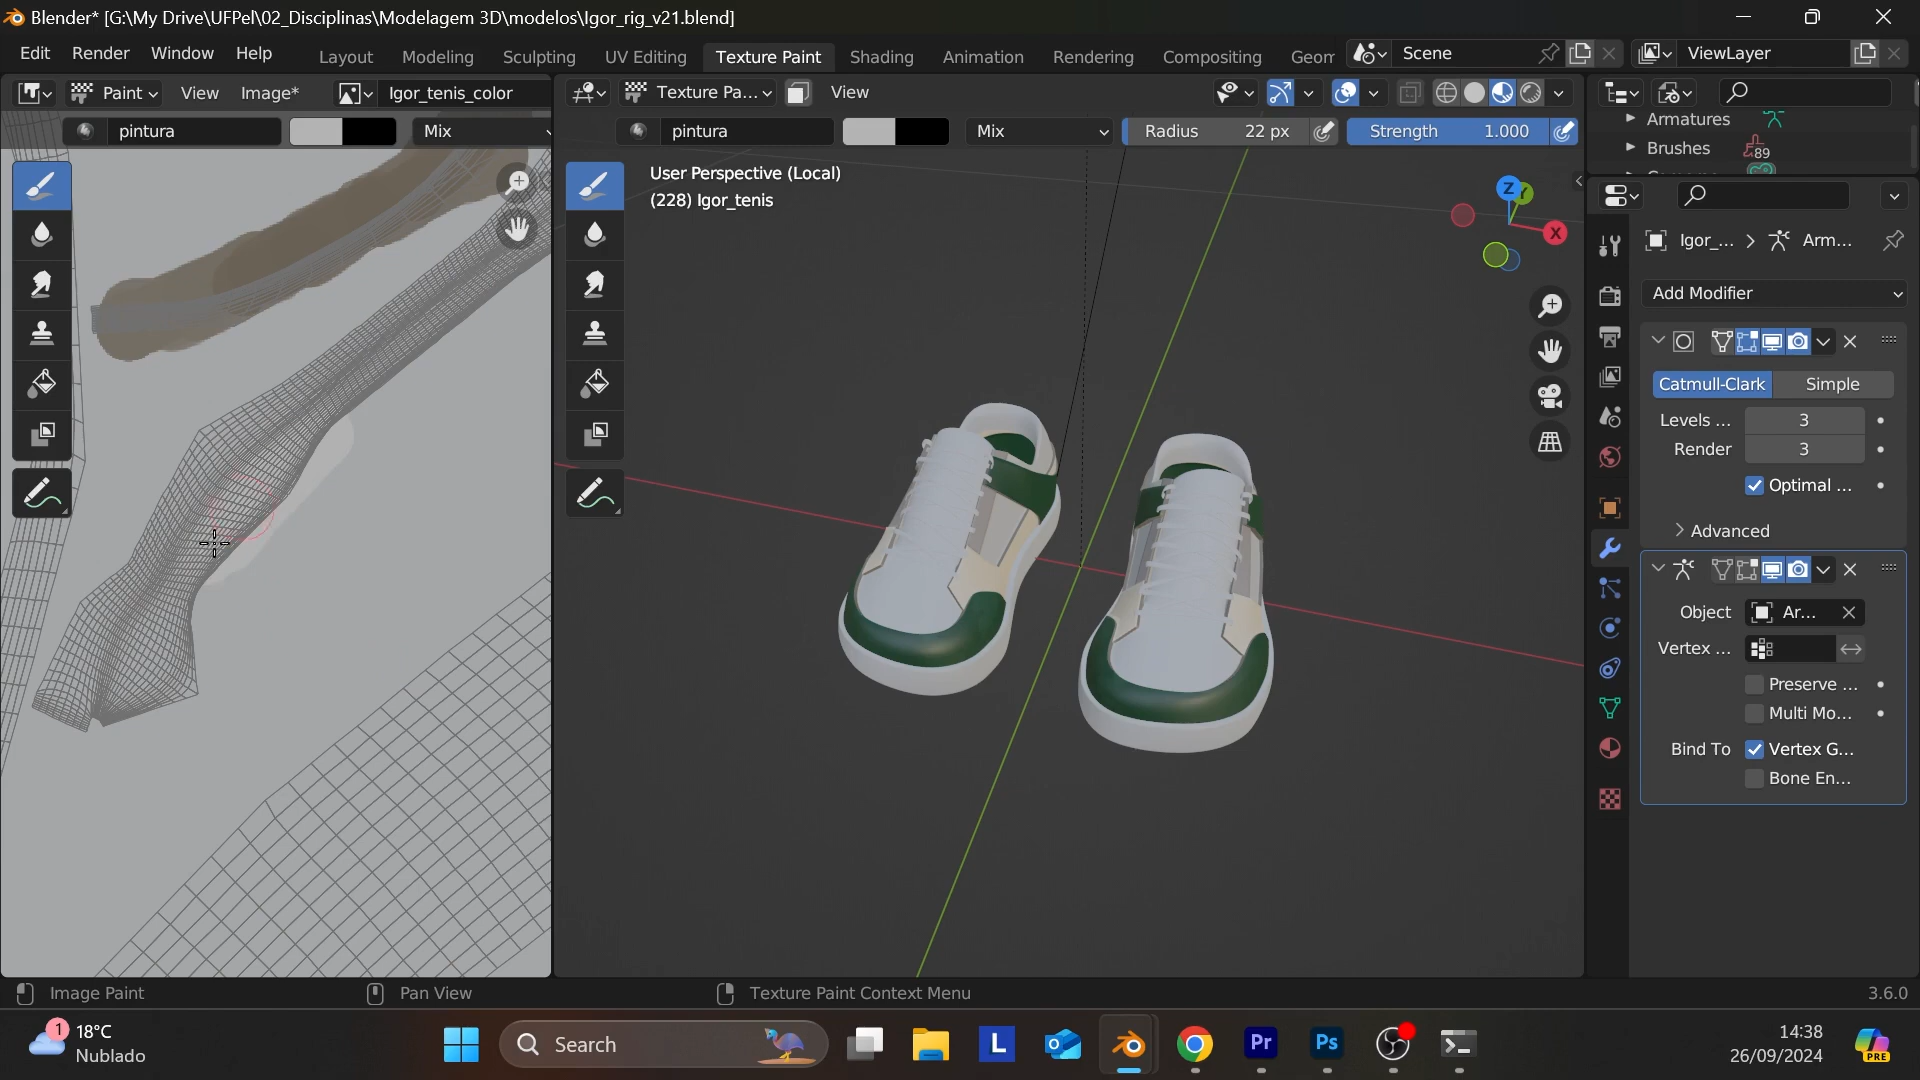 Blender* [G:\My Drive\UFPel\02_Disciplinas\Modelagem 3D\modelos\Igor_rig_v21.blend]
Edit Render Window Help Layout Modeling Sculpting UV Editing Texture Paint Shading Animation Rendering Compositing Geom Scene ViewLayer
Paint View Image* Igor_tenis_color Texture Pa... View
pintura Mix pintura Mix Radius 22 px Strength 1.000
Armatures
Brushes 89
User Perspective (Local)
(228) Igor_tenis
Z
Y
X
Igor_... > Arm...
Add Modifier
Catmull-Clark Simple
Levels ... 3
Render 3
Optimal ...
Advanced
Object Ar...
Vertex ...
Preserve ...
Multi Mo...
Bind To Vertex G...
Bone En...
Image Paint Pan View Texture Paint Context Menu 3.6.0
1 18°C
Nublado
Search
L
Pr
Ps
14:38
26/09/2024
PRE